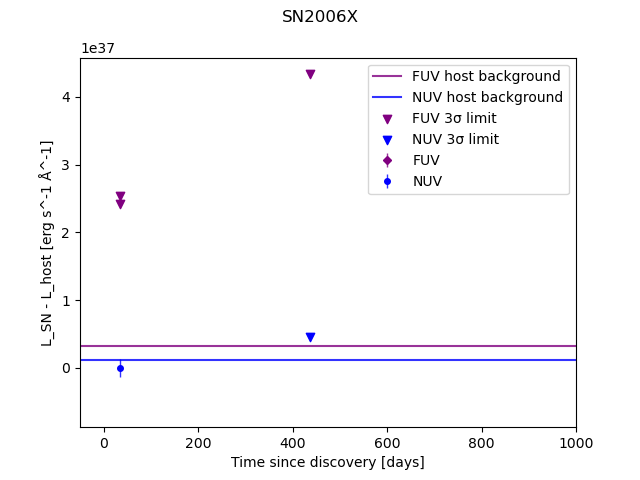 SN2006X
1e37
FUV host background
NUV host background
FUV 3σ limit
NUV 3σ limit
FUV
NUV
4
3
2
1
0
L_SN - L_host [erg s^-1 Å^-1]
0 200 400 600 800 1000
Time since discovery [days]